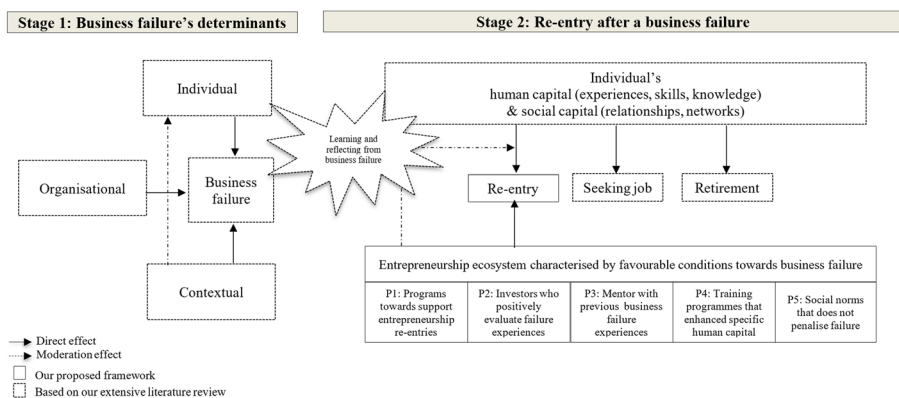 Stage 1: Business failure's determinants
Stage 2: Re-entry after a business failure
Individual
Organisational
Business
failure
Contextual
Learning and
reflecting from
business failure
Individual's
human capital (experiences, skills, knowledge)
& social capital (relationships, networks)
Re-entry
Seeking job
Retirement
Entrepreneurship ecosystem characterised by favourable conditions towards business failure
P1: Programs
towards support
entrepreneurship
re-entries
P2: Investors who
positively
evaluate failure
experiences
P3: Mentor with
previous business
failure
experiences
P4: Training
programmes that
enhanced specific
human capital
P5: Social norms
that does not
penalise failure
Direct effect
Moderation effect
Our proposed framework
Based on our extensive literature review